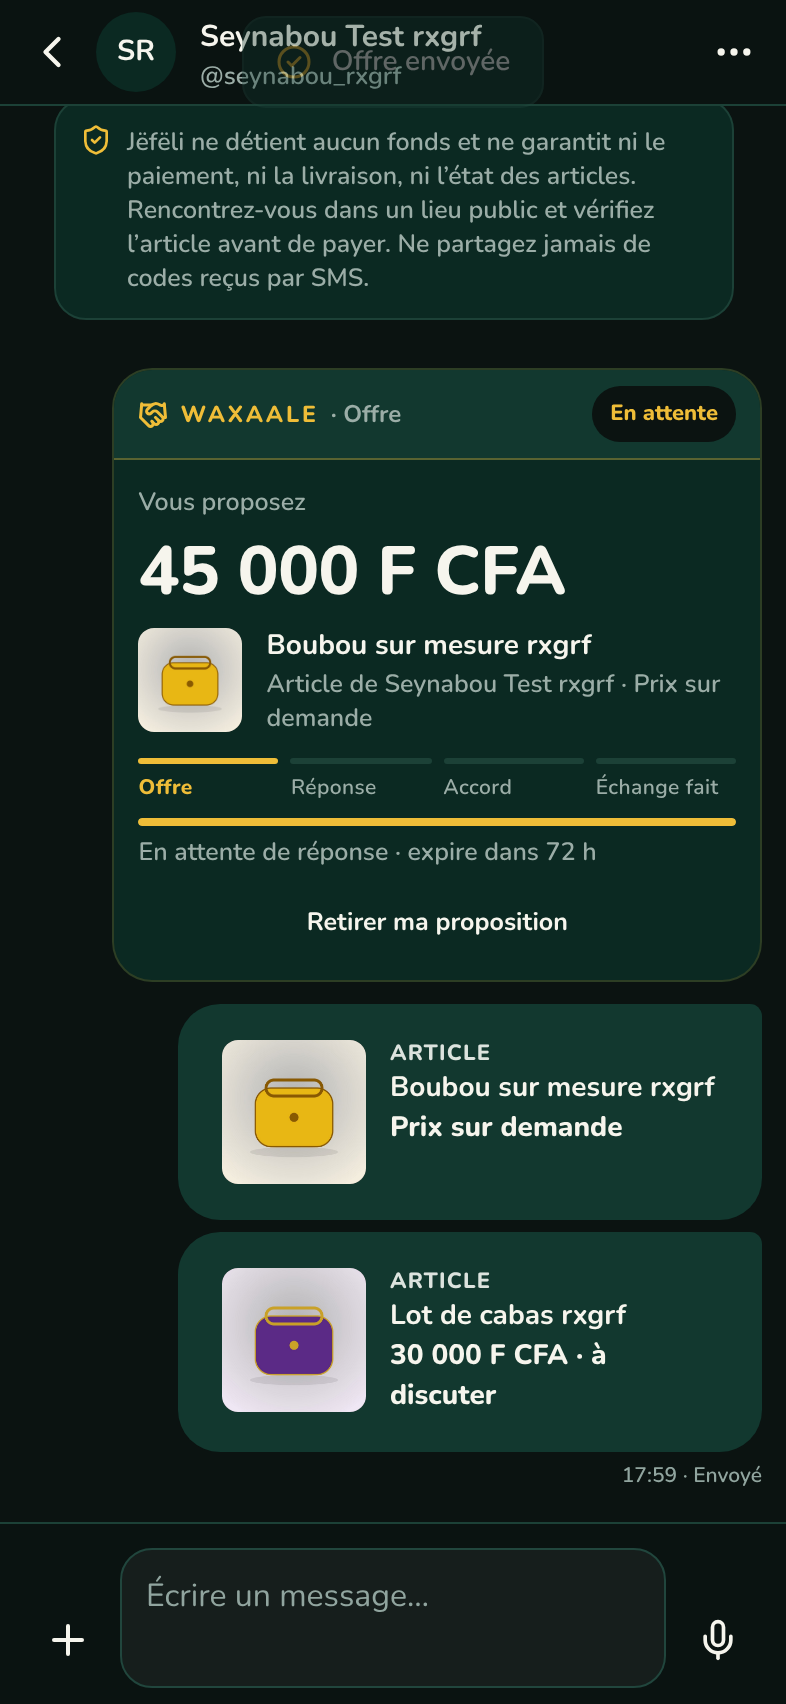 SR
Seynabou Test rxgrf
@seynabou_rxgrf
Offre envoyée
Jëfëli ne détient aucun fonds et ne garantit ni le
paiement, ni la livraison, ni l’état des articles.
Rencontrez-vous dans un lieu public et vérifiez
l’article avant de payer. Ne partagez jamais de
codes reçus par SMS.
WAXAALE · Offre
En attente
Vous proposez
45 000 F CFA
Boubou sur mesure rxgrf
Article de Seynabou Test rxgrf · Prix sur
demande
Offre Réponse Accord Échange fait
En attente de réponse · expire dans 72 h
Retirer ma proposition
ARTICLE
Boubou sur mesure rxgrf
Prix sur demande
ARTICLE
Lot de cabas rxgrf
30 000 F CFA · à
discuter
17:59 · Envoyé
Écrire un message...